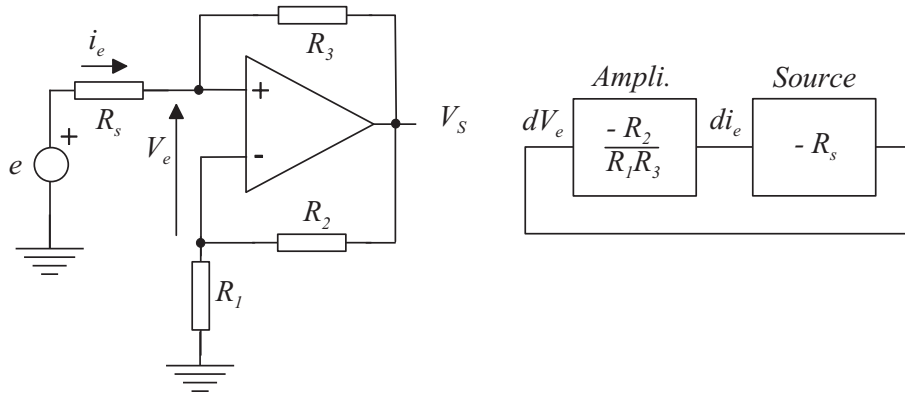 i_e
R_s
e
+
V_e
R_3
+
-
V_S
R_2
R_1
Ampli.
Source
dV_e
- R_2
R_1R_3
di_e
- R_s